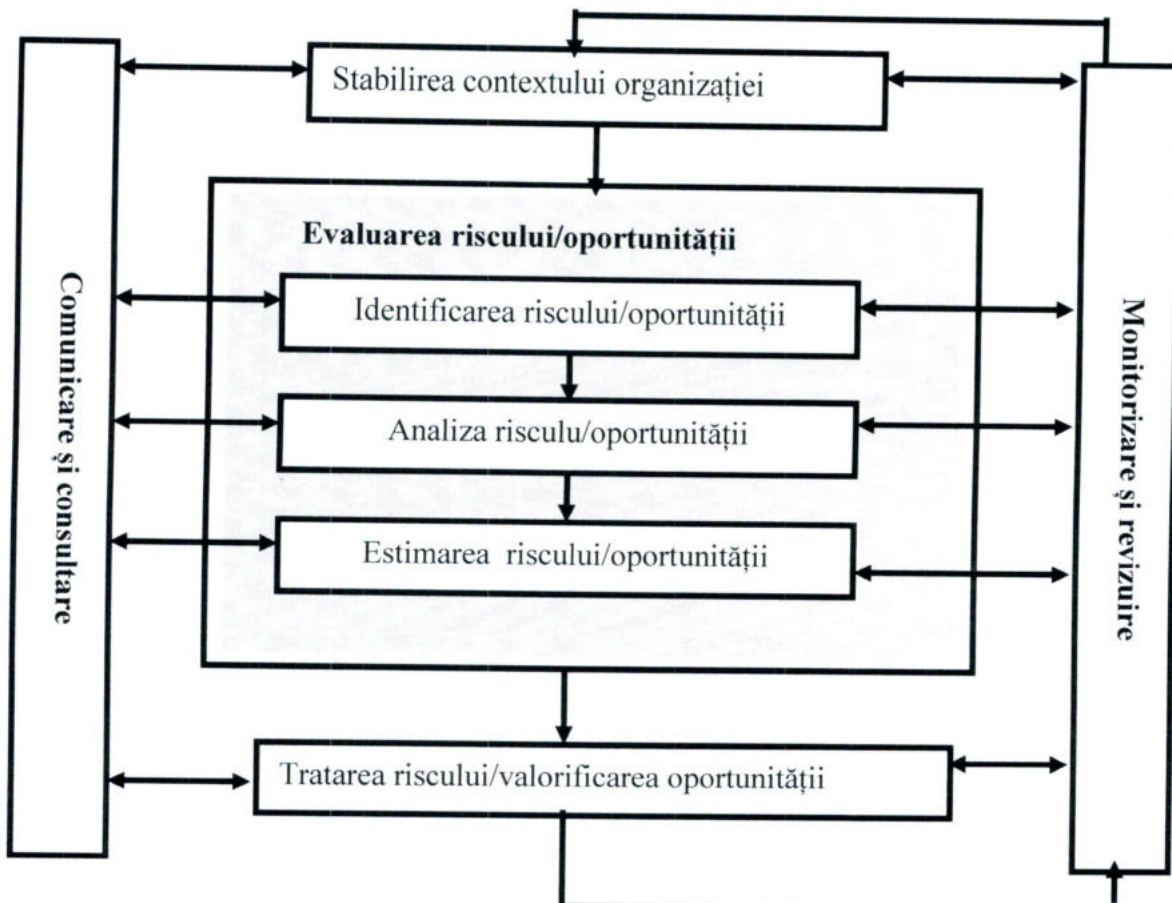 Stabilirea contextului organizației
Evaluarea riscului/oportunității
Identificarea riscului/oportunității
Analiza risculu/oportunității
Estimarea riscului/oportunității
Tratarea riscului/valorificarea oportunității
Comunicare și consultare
Monitorizare și revizuire